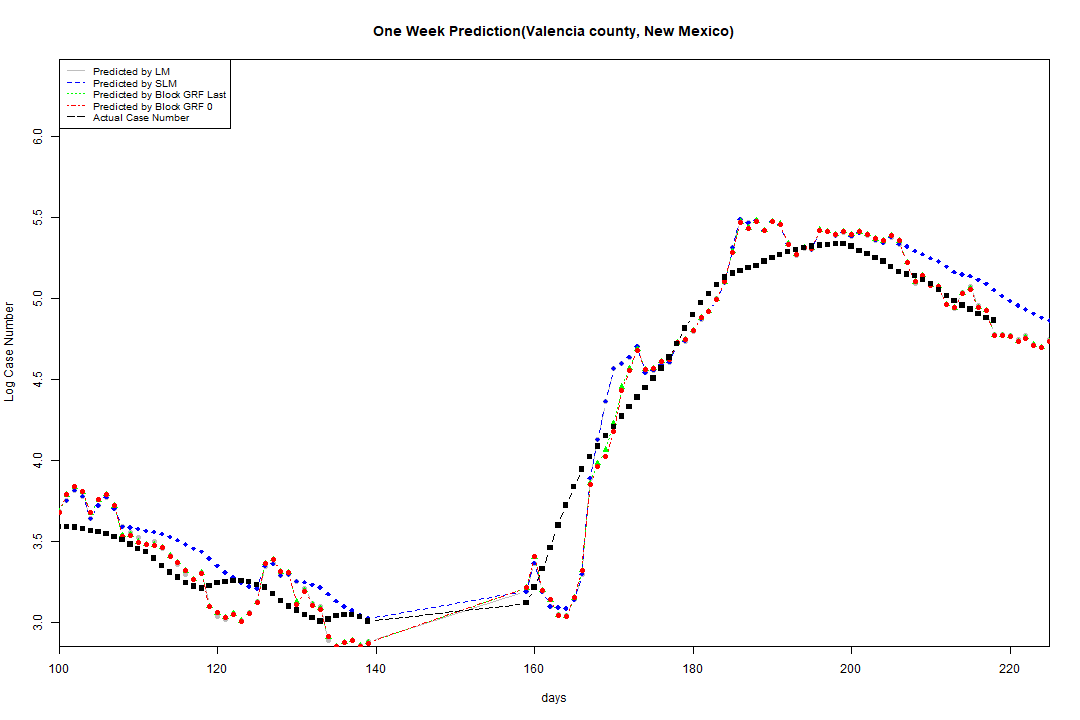 One Week Prediction(Valencia county, New Mexico)
Predicted by LM
Predicted by SLM
Predicted by Block GRF Last
Predicted by Block GRF 0
Actual Case Number
6.0
5.5
5.0
4.5
4.0
3.5
3.0
Log Case Number
100 120 140 160 180 200 220
days